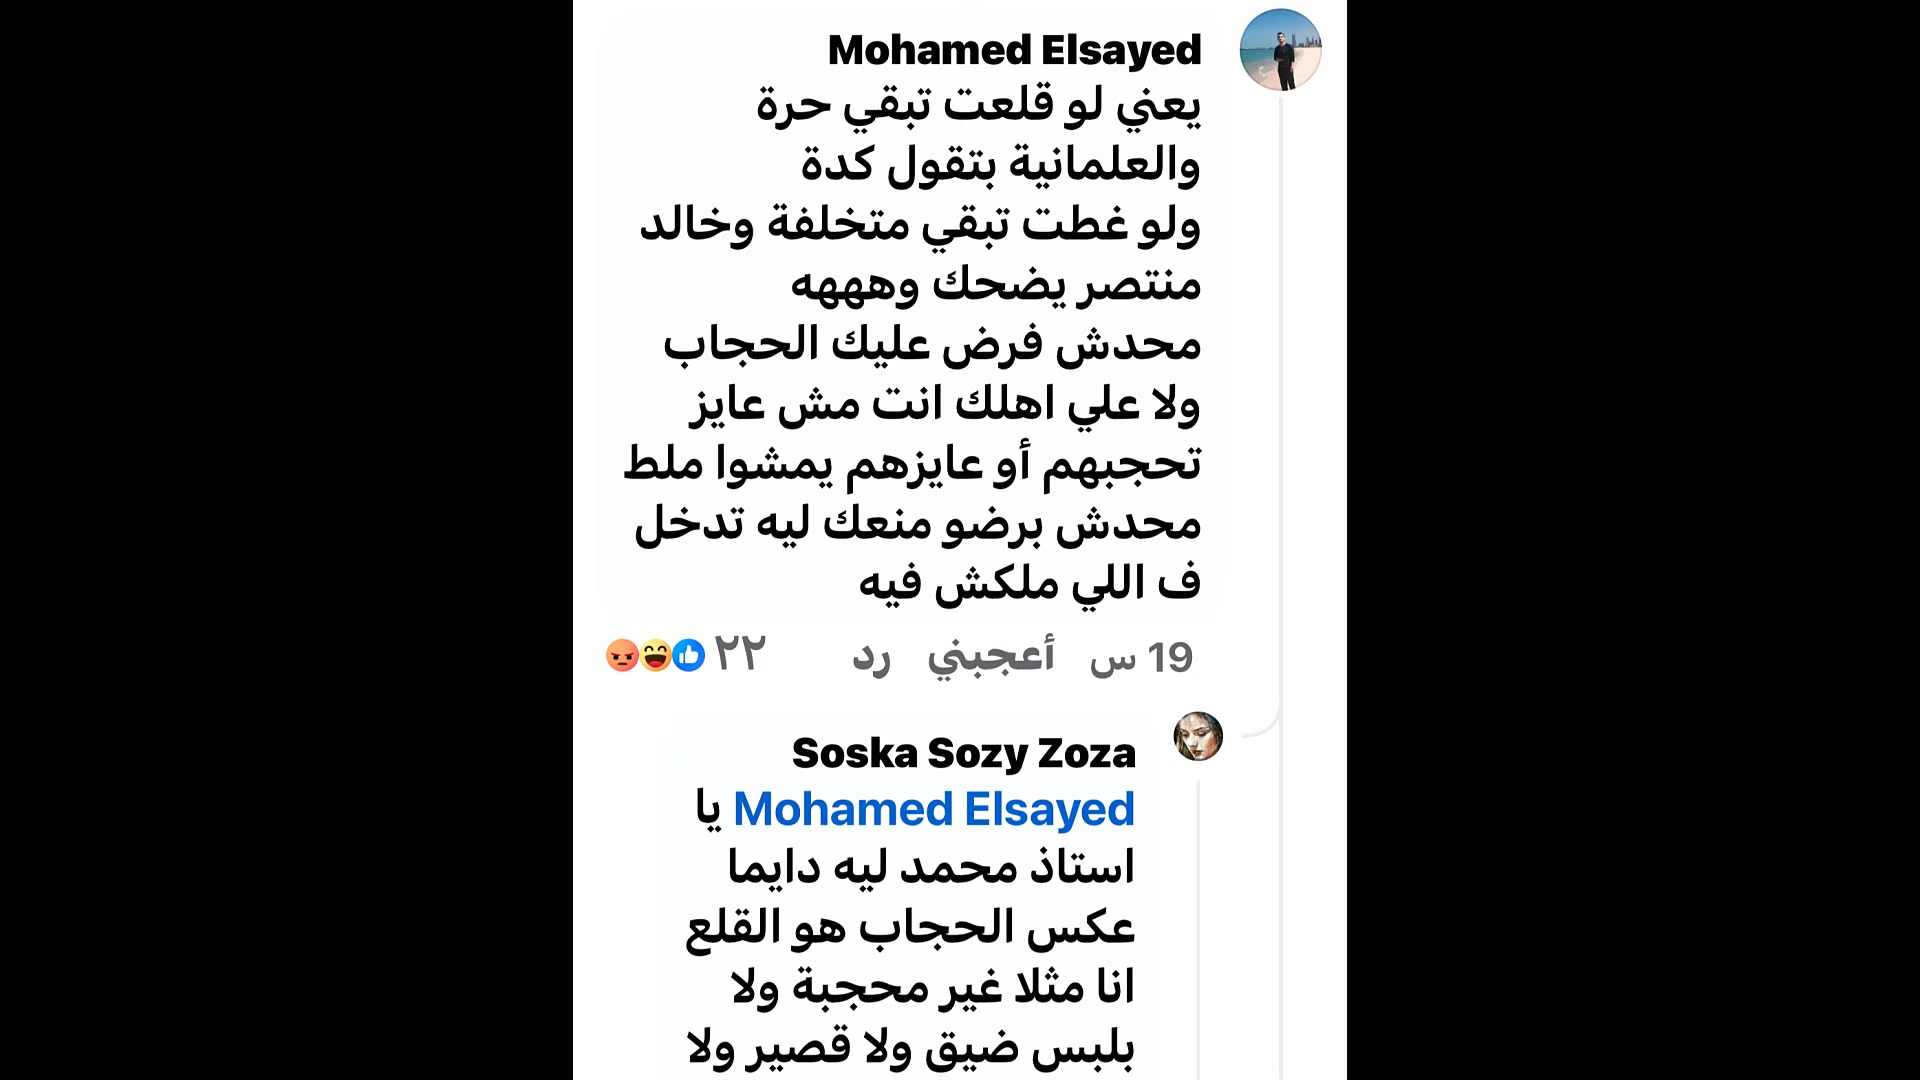 Mohamed Elsayed
يعني لو قلعت تبقي حرة
والعلمانية بتقول كدة
ولو غطت تبقي متخلفة وخالد
منتصر يضحك وهههه
محدش فرض عليك الحجاب
ولا علي اهلك انت مش عايز
تحجبهم أو عايزهم يمشوا ملط
محدش برضو منعك ليه تدخل
ف اللي ملكش فيه
19 س أعجبني رد ٢٢
Soska Sozy Zoza
Mohamed Elsayed يا
استاذ محمد ليه دايما
عكس الحجاب هو القلع
انا مثلا غير محجبة ولا
بلبس ضيق ولا قصير ولا